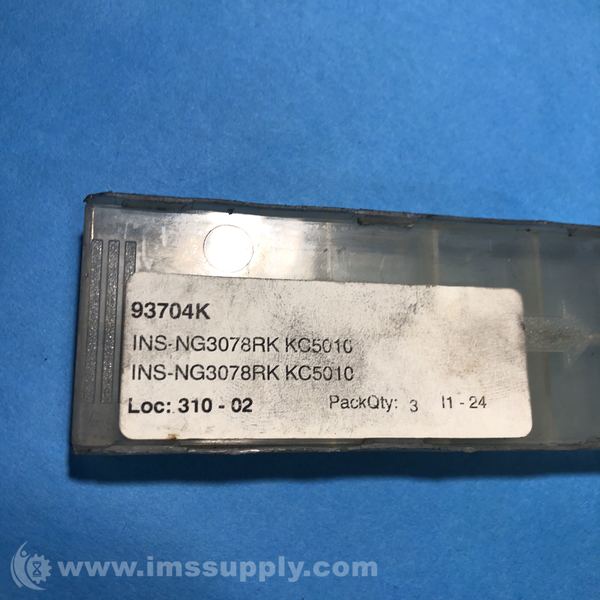 93704K
INS-NG3078RK KC5010
INS-NG3078RK KC5010
Loc: 310 - 02 PackQty: 3 I1 - 24
www.imssupply.com